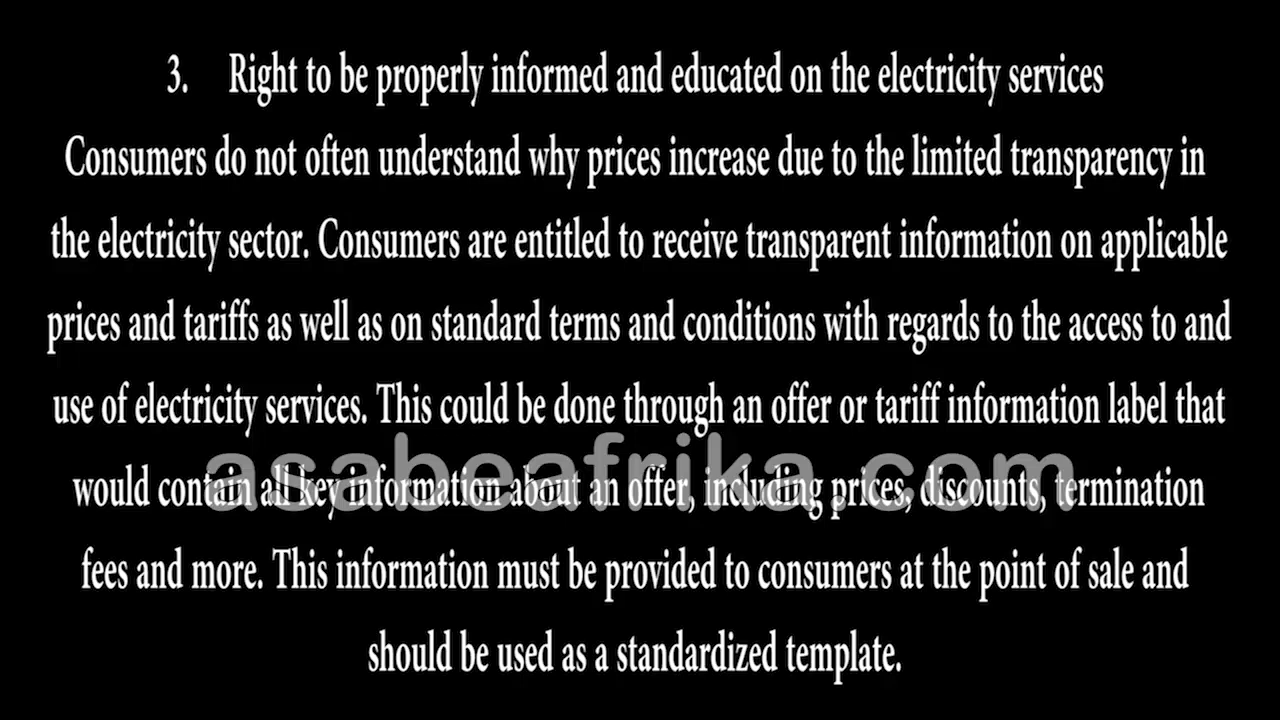 3. Right to be properly informed and educated on the electricity services
Consumers do not often understand why prices increase due to the limited transparency in
the electricity sector. Consumers are entitled to receive transparent information on applicable
prices and tariffs as well as on standard terms and conditions with regards to the access to and
use of electricity services. This could be done through an offer or tariff information label that
would contain all key information about an offer, including prices, discounts, termination
asabeafrika.com
fees and more. This information must be provided to consumers at the point of sale and
should be used as a standardized template.